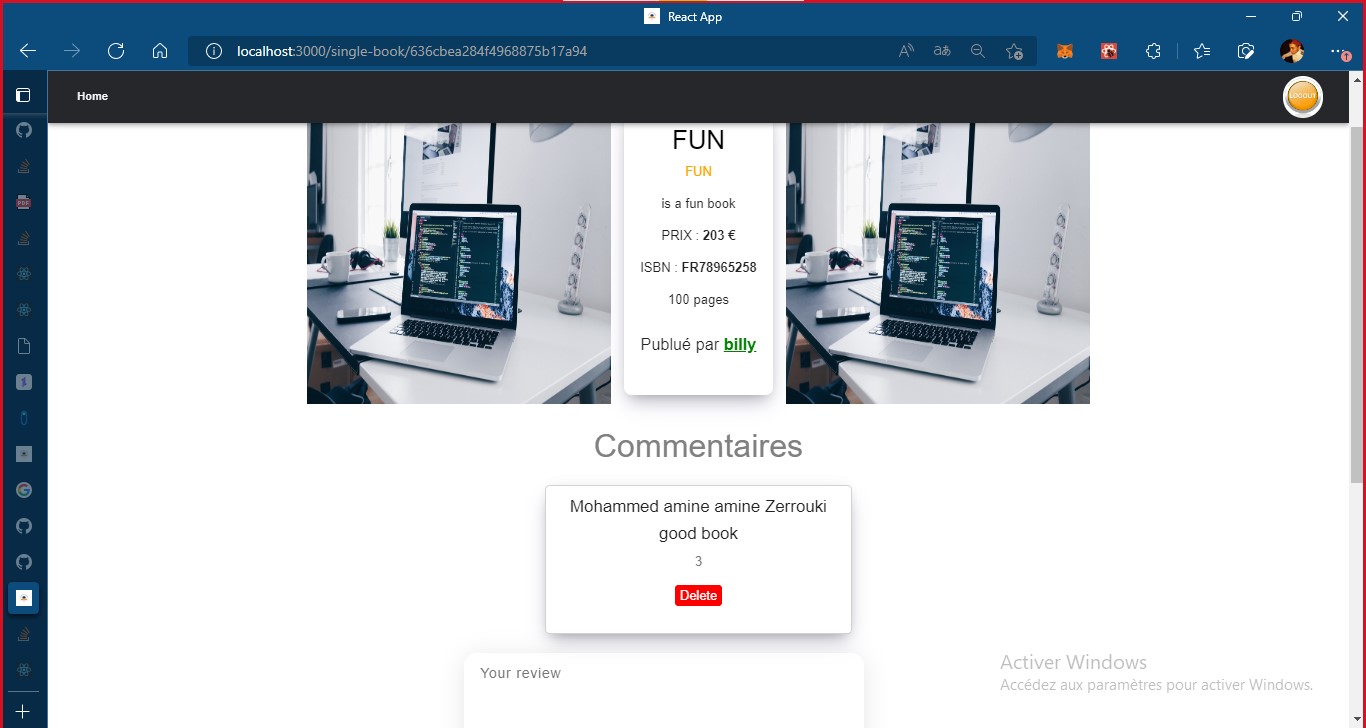 React App
localhost:3000/single-book/636cbea284f4968875b17a94
Home
LOGOUT
FUN
FUN
is a fun book
PRIX : 203 €
ISBN : FR78965258
100 pages
Publué par billy
Commentaires
Mohammed amine amine Zerrouki
good book
3
Delete
Your review
Activer Windows
Accédez aux paramètres pour activer Windows.
PDF